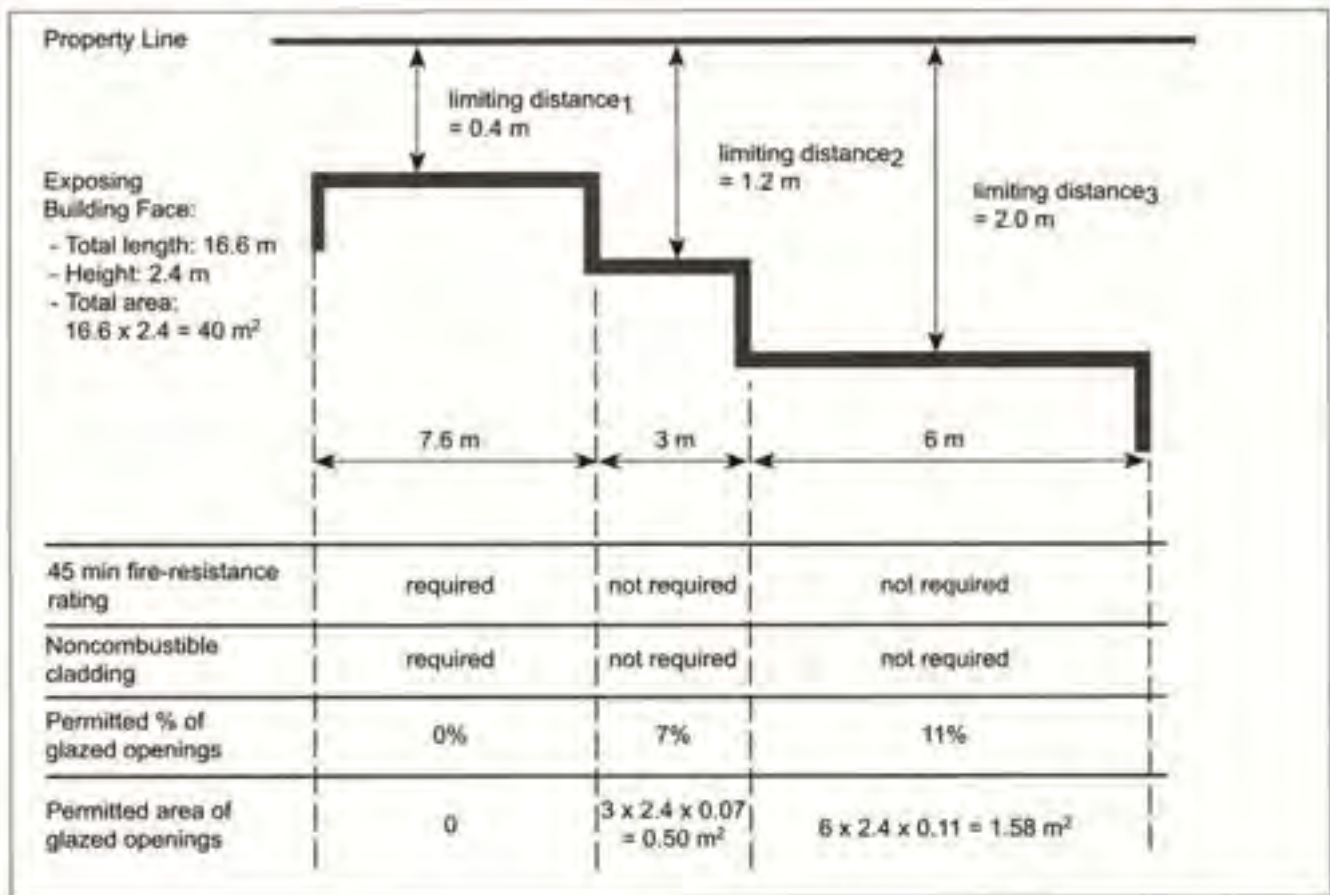 Property Line
limiting distance1
= 0.4 m
limiting distance2
= 1.2 m
limiting distance3
= 2.0 m
Exposing
Building Face:
- Total length: 16.6 m
- Height: 2.4 m
- Total area:
16.6 x 2.4 = 40 m²
7.6 m
3 m
6 m
45 min fire-resistance
rating
required
not required
not required
Noncombustible
cladding
required
not required
not required
Permitted % of
glazed openings
0%
7%
11%
Permitted area of
glazed openings
0
3 x 2.4 x 0.07
= 0.50 m²
6 x 2.4 x 0.11 = 1.58 m²